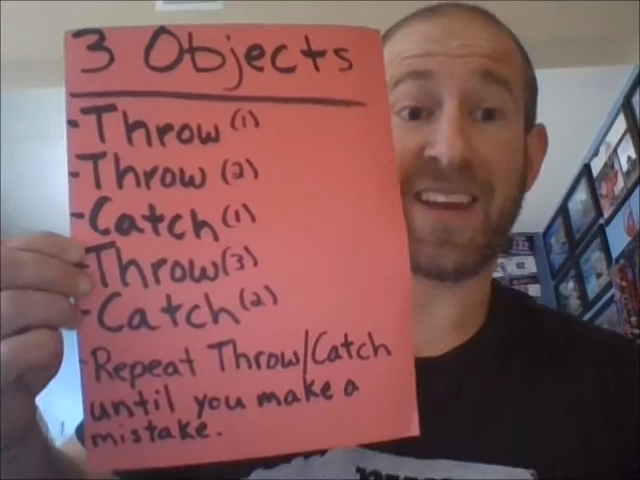 3 Objects
-Throw (1)
-Throw (2)
-Catch (1)
-Throw (3)
-Catch (2)
-Repeat Throw/Catch
until you make a
mistake.